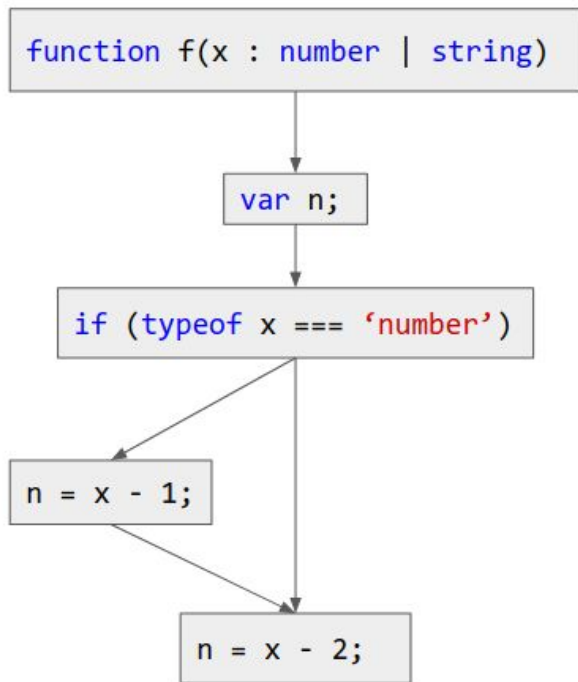 function f(x : number | string)
var n;
if (typeof x === ‘number’)
n = x - 1;
n = x - 2;